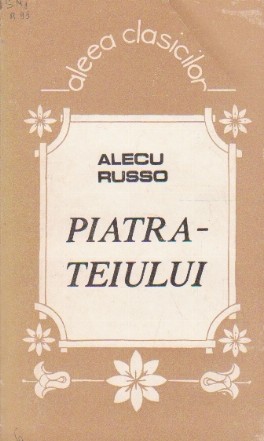 aleea clasicilor
ALECU
RUSSO
PIATRA-
TEIULUI